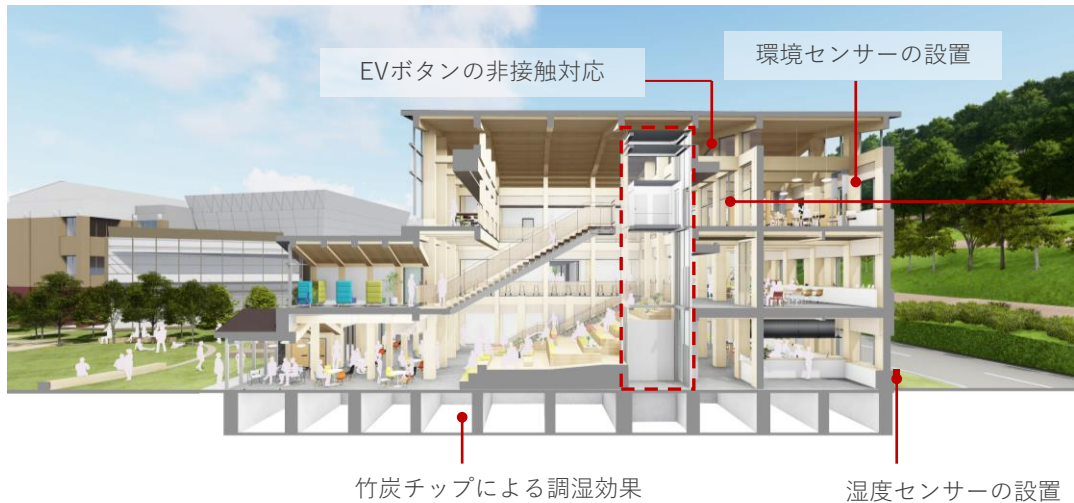 EVボタンの非接触対応
環境センサーの設置
竹炭チップによる調湿効果
湿度センサーの設置